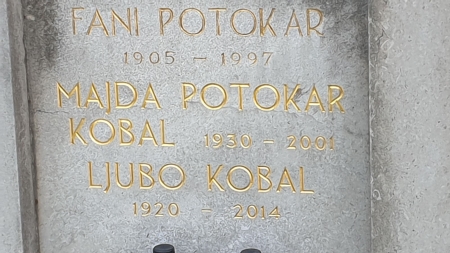 FANI POTOKAR
1905 – 1997
MAJDA POTOKAR
KOBAL 1930 – 2001
LJUBO KOBAL
1920 – 2014